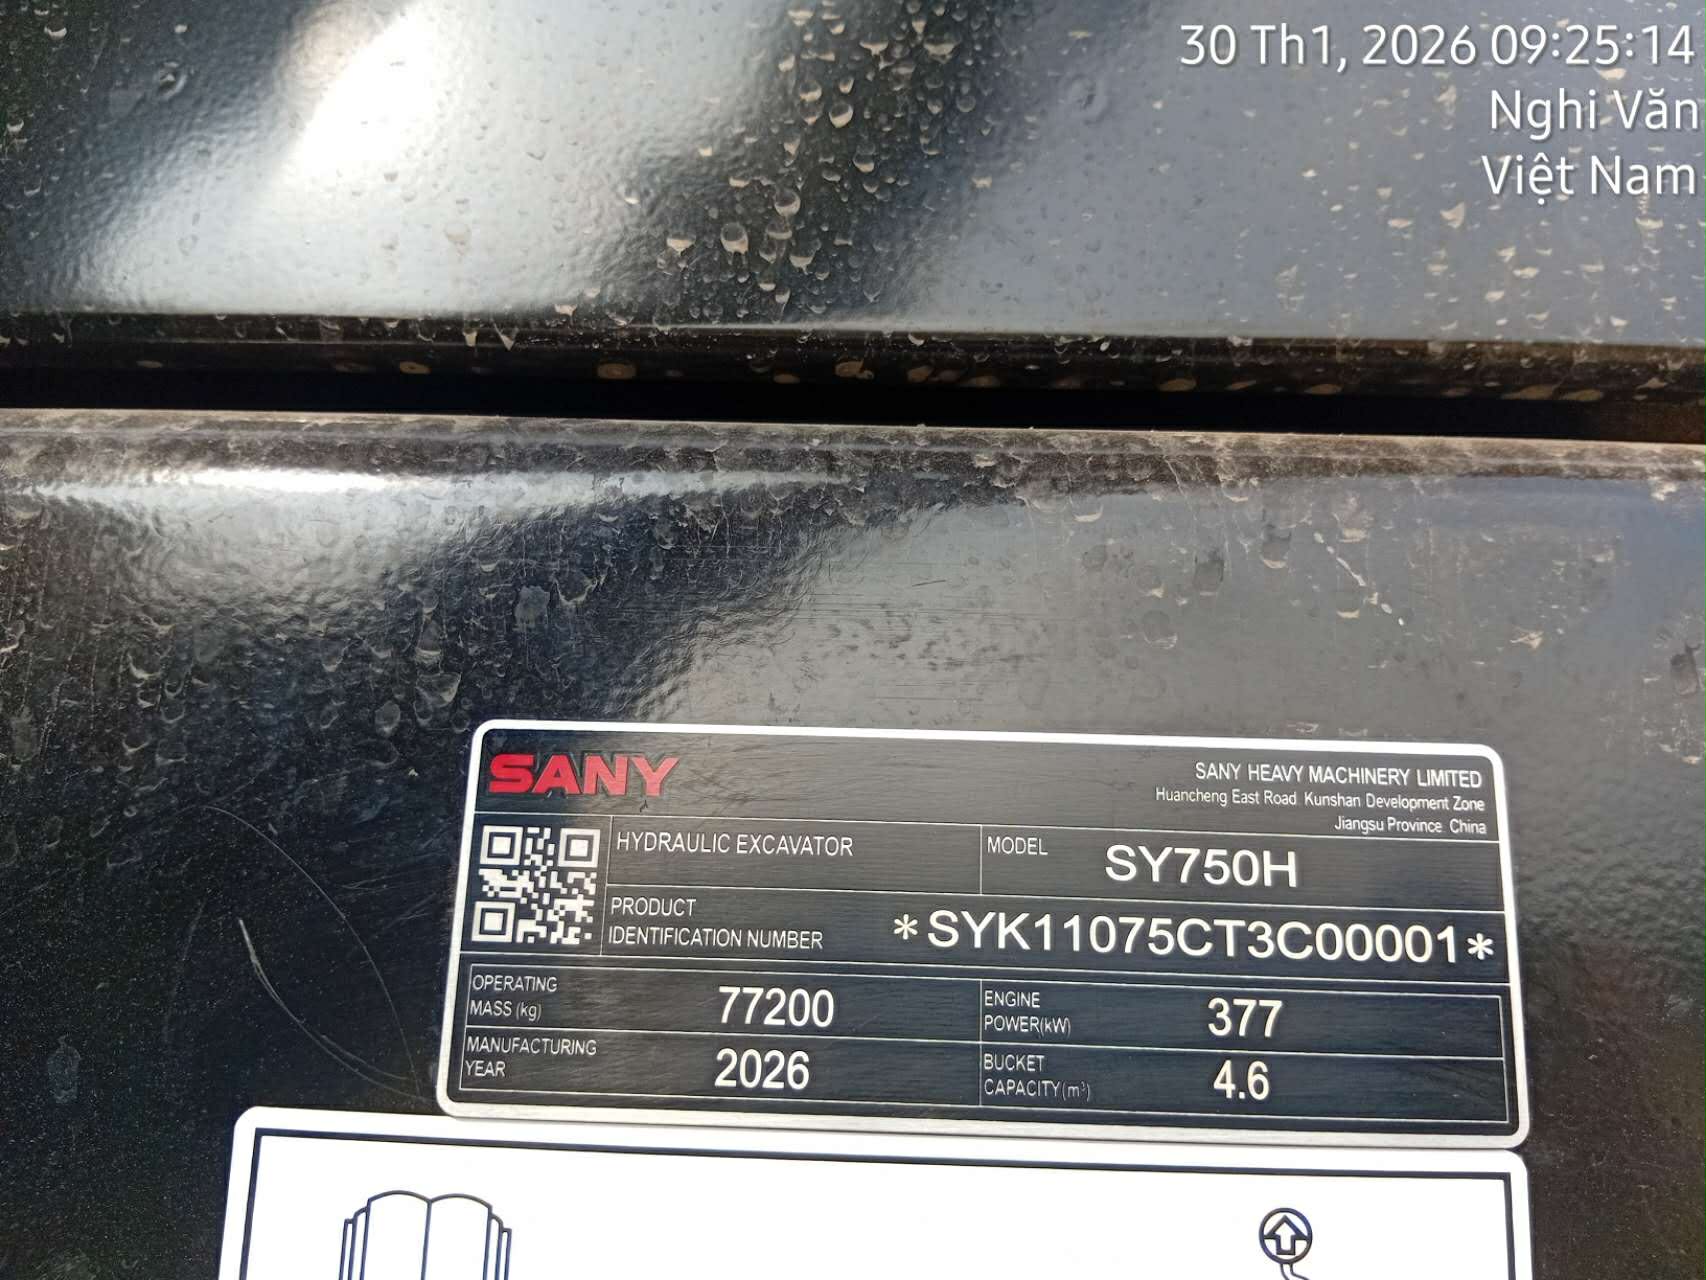 30 Th1, 2026 09:25:14
Nghi Văn
Việt Nam
SANY
SANY HEAVY MACHINERY LIMITED
Huancheng East Road Kunshan Development Zone
Jiangsu Province China
HYDRAULIC EXCAVATOR
MODEL SY750H
PRODUCT
IDENTIFICATION NUMBER
*SYK11075CT3C00001*
OPERATING
MASS (kg)
77200
ENGINE
POWER(kW)
377
MANUFACTURING
YEAR
2026
BUCKET
CAPACITY(m³)
4.6